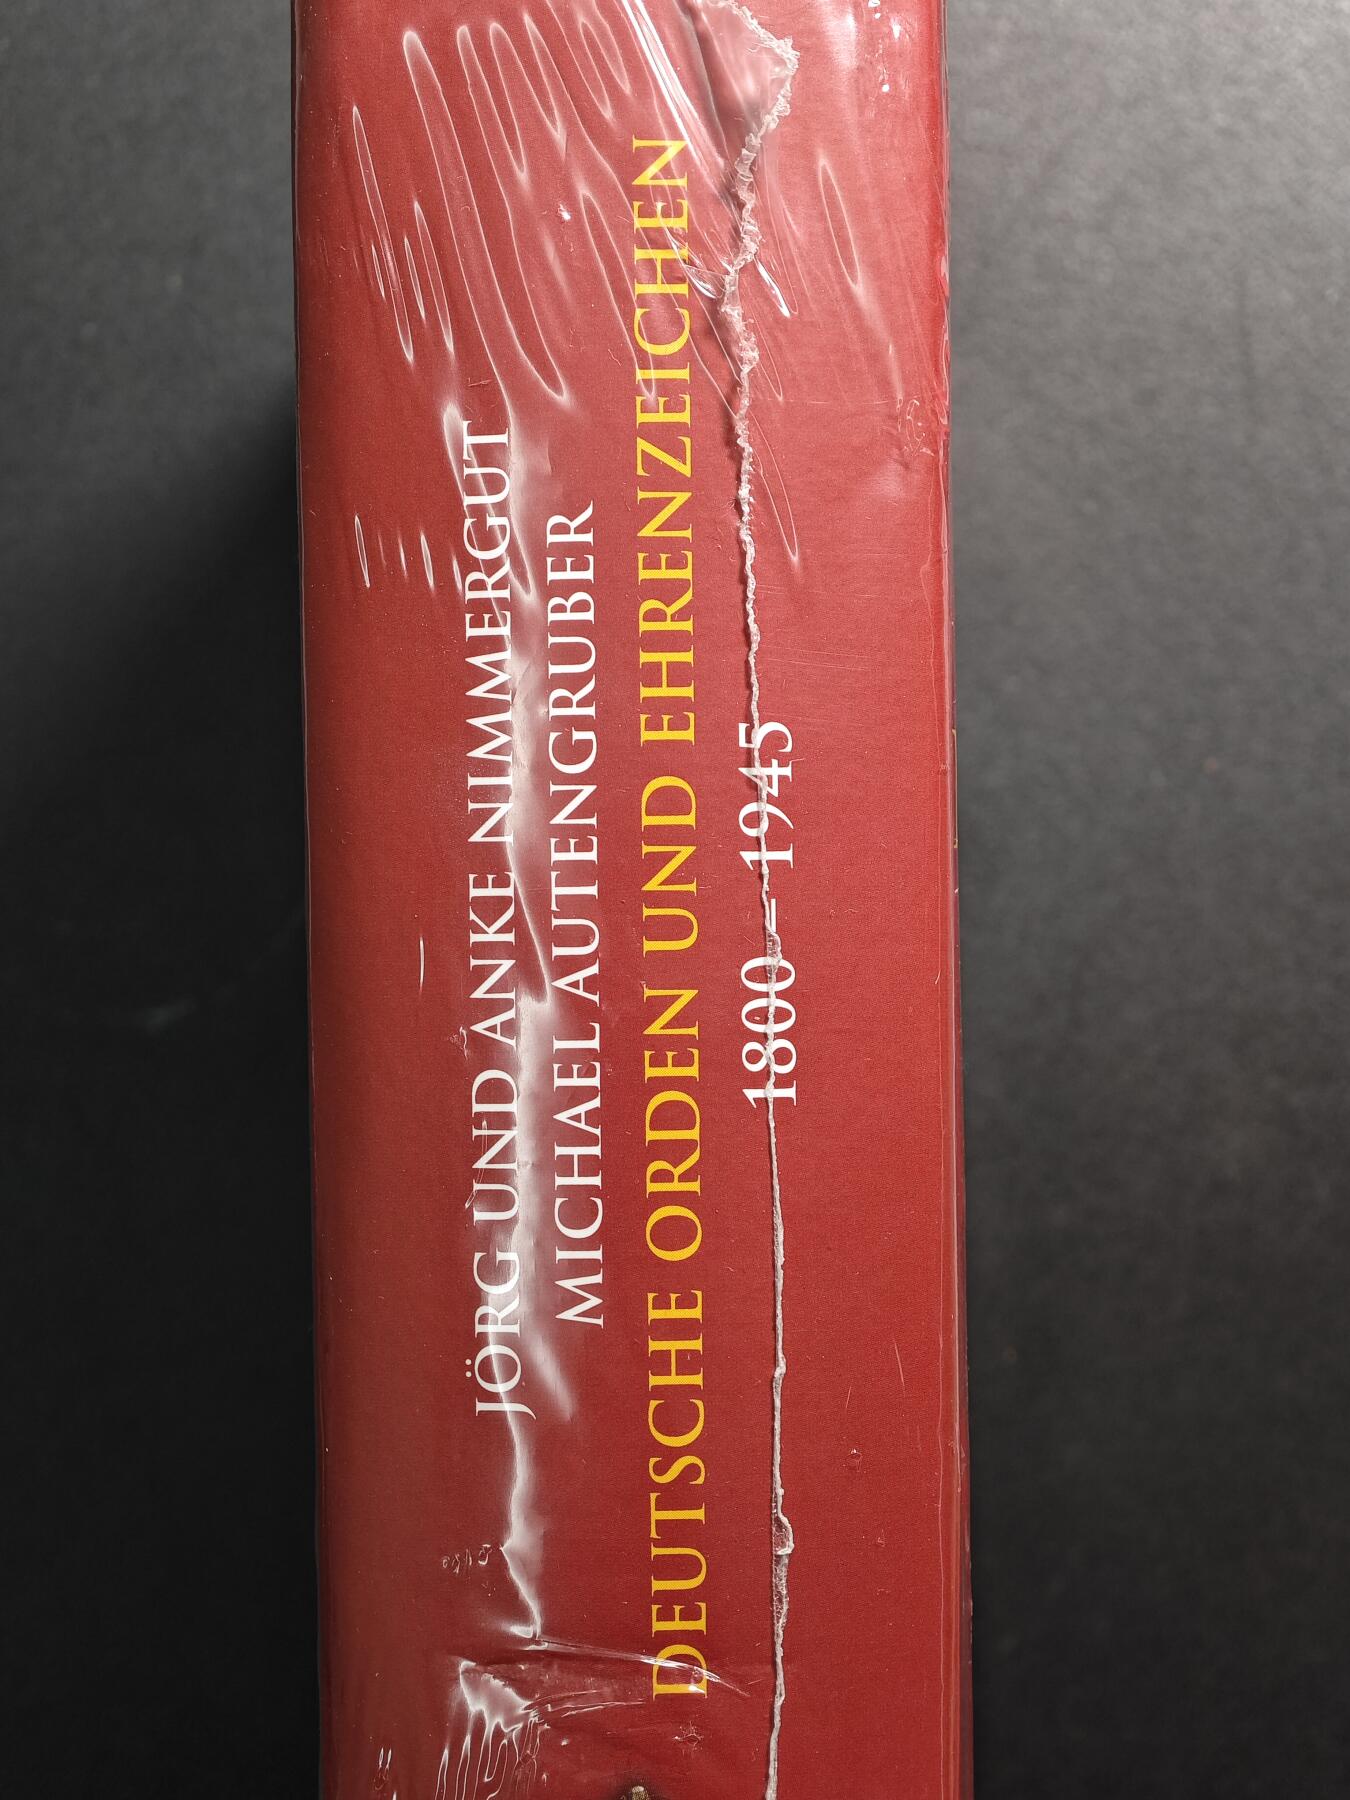 JÖRG UND ANKE NIMMERGUT
MICHAEL AUTENGRUBER
DEUTSCHE ORDEN UND EHRENZEICHEN
1800 – 1945